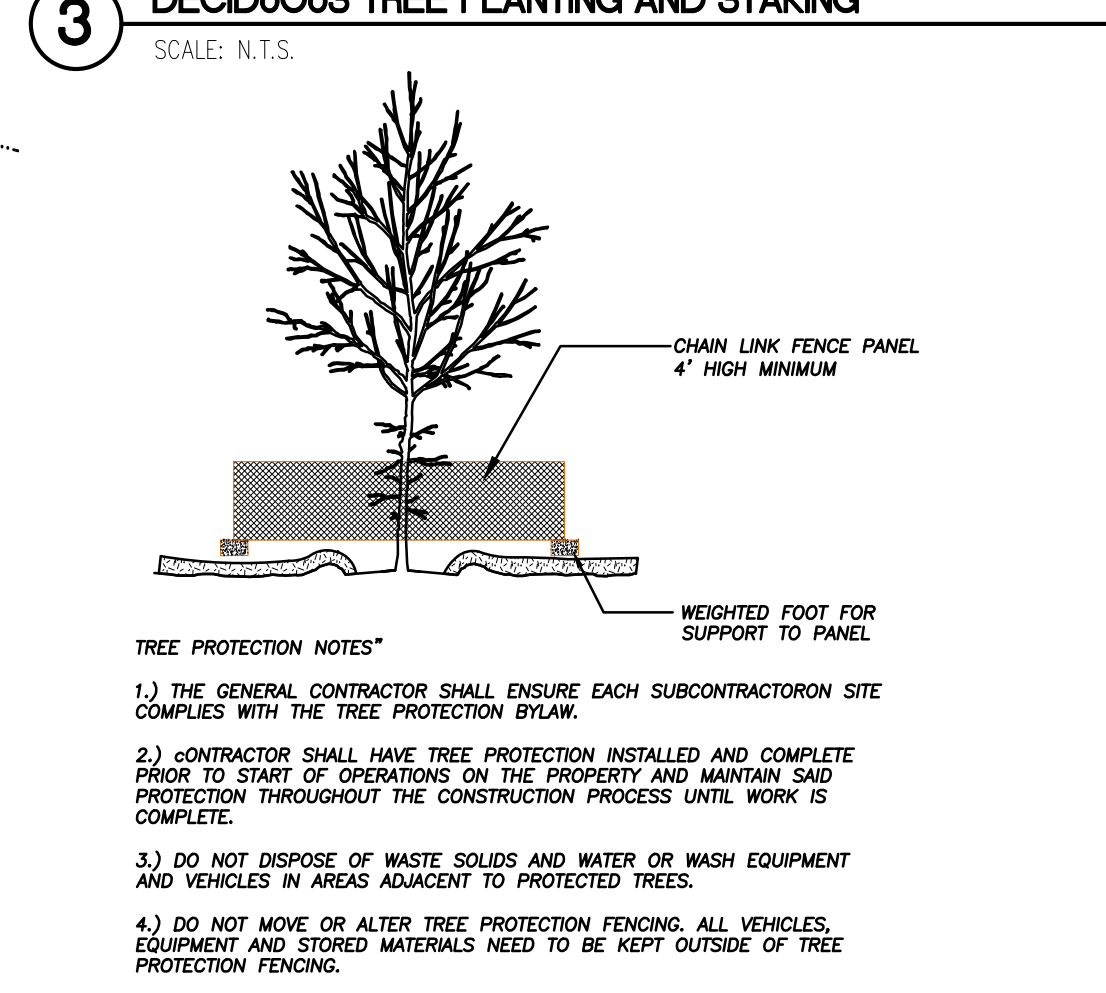 3
DECIDUOUS TREE PLANTING AND STAKING
SCALE: N.T.S.
CHAIN LINK FENCE PANEL
4' HIGH MINIMUM
WEIGHTED FOOT FOR
SUPPORT TO PANEL
TREE PROTECTION NOTES"
1.) THE GENERAL CONTRACTOR SHALL ENSURE EACH SUBCONTRACTORON SITE
COMPLIES WITH THE TREE PROTECTION BYLAW.
2.) cONTRACTOR SHALL HAVE TREE PROTECTION INSTALLED AND COMPLETE
PRIOR TO START OF OPERATIONS ON THE PROPERTY AND MAINTAIN SAID
PROTECTION THROUGHOUT THE CONSTRUCTION PROCESS UNTIL WORK IS
COMPLETE.
3.) DO NOT DISPOSE OF WASTE SOLIDS AND WATER OR WASH EQUIPMENT
AND VEHICLES IN AREAS ADJACENT TO PROTECTED TREES.
4.) DO NOT MOVE OR ALTER TREE PROTECTION FENCING. ALL VEHICLES,
EQUIPMENT AND STORED MATERIALS NEED TO BE KEPT OUTSIDE OF TREE
PROTECTION FENCING.